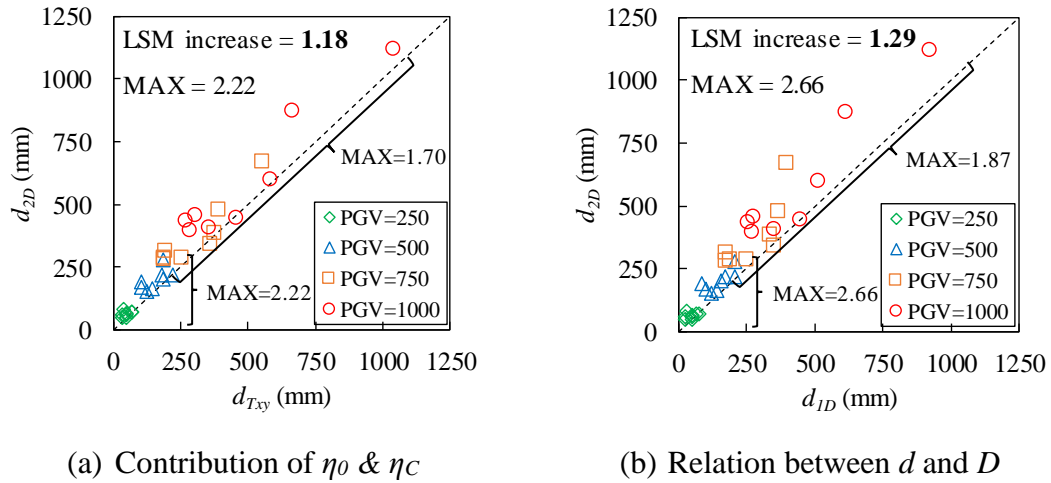 1250
1000
750
500
250
0
d2D (mm)
LSM increase = 1.18
MAX = 2.22
MAX=1.70
MAX=2.22
PGV=250
PGV=500
PGV=750
PGV=1000
0 250 500 750 1000 1250
dTxy (mm)
(a) Contribution of η0 & ηC
1250
1000
750
500
250
0
d2D (mm)
LSM increase = 1.29
MAX = 2.66
MAX=1.87
MAX=2.66
PGV=250
PGV=500
PGV=750
PGV=1000
0 250 500 750 1000 1250
d1D (mm)
(b) Relation between d and D